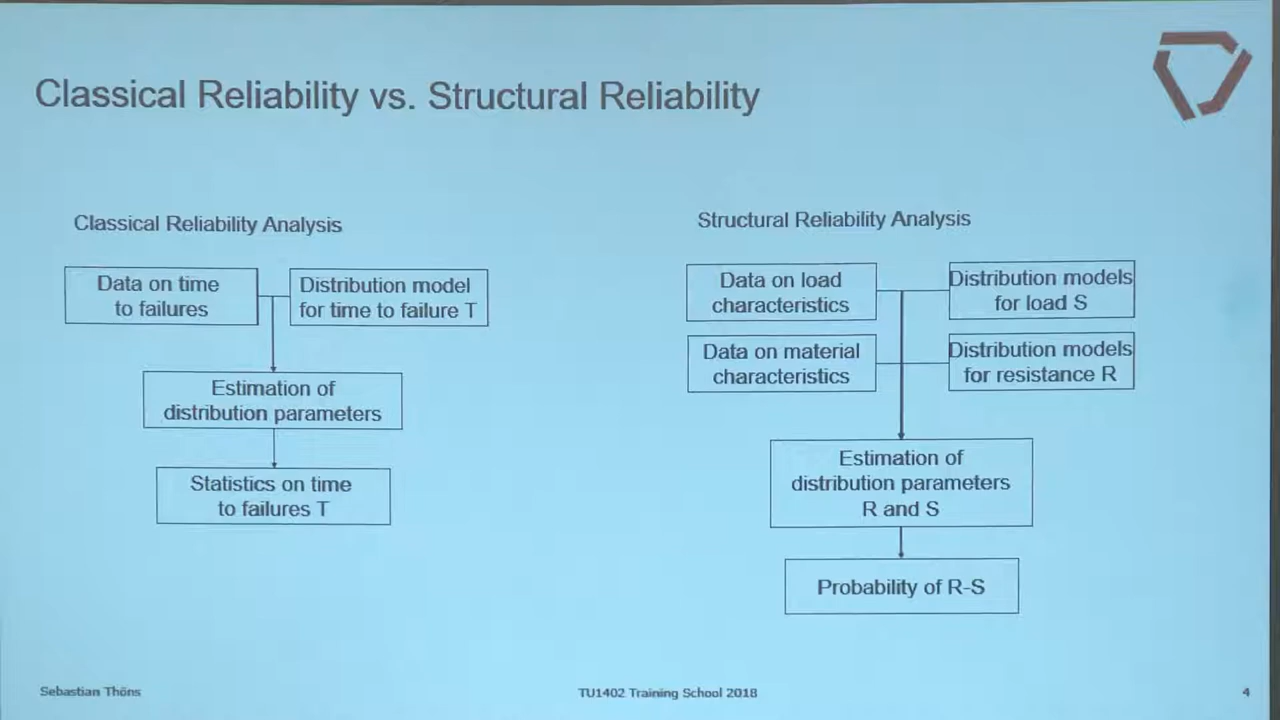 Classical Reliability vs. Structural Reliability
Classical Reliability Analysis
Data on time
to failures
Distribution model
for time to failure T
Estimation of
distribution parameters
Statistics on time
to failures T
Structural Reliability Analysis
Data on load
characteristics
Distribution models
for load S
Data on material
characteristics
Distribution models
for resistance R
Estimation of
distribution parameters
R and S
Probability of R-S
Sebastian Thöns
TU1402 Training School 2018
4